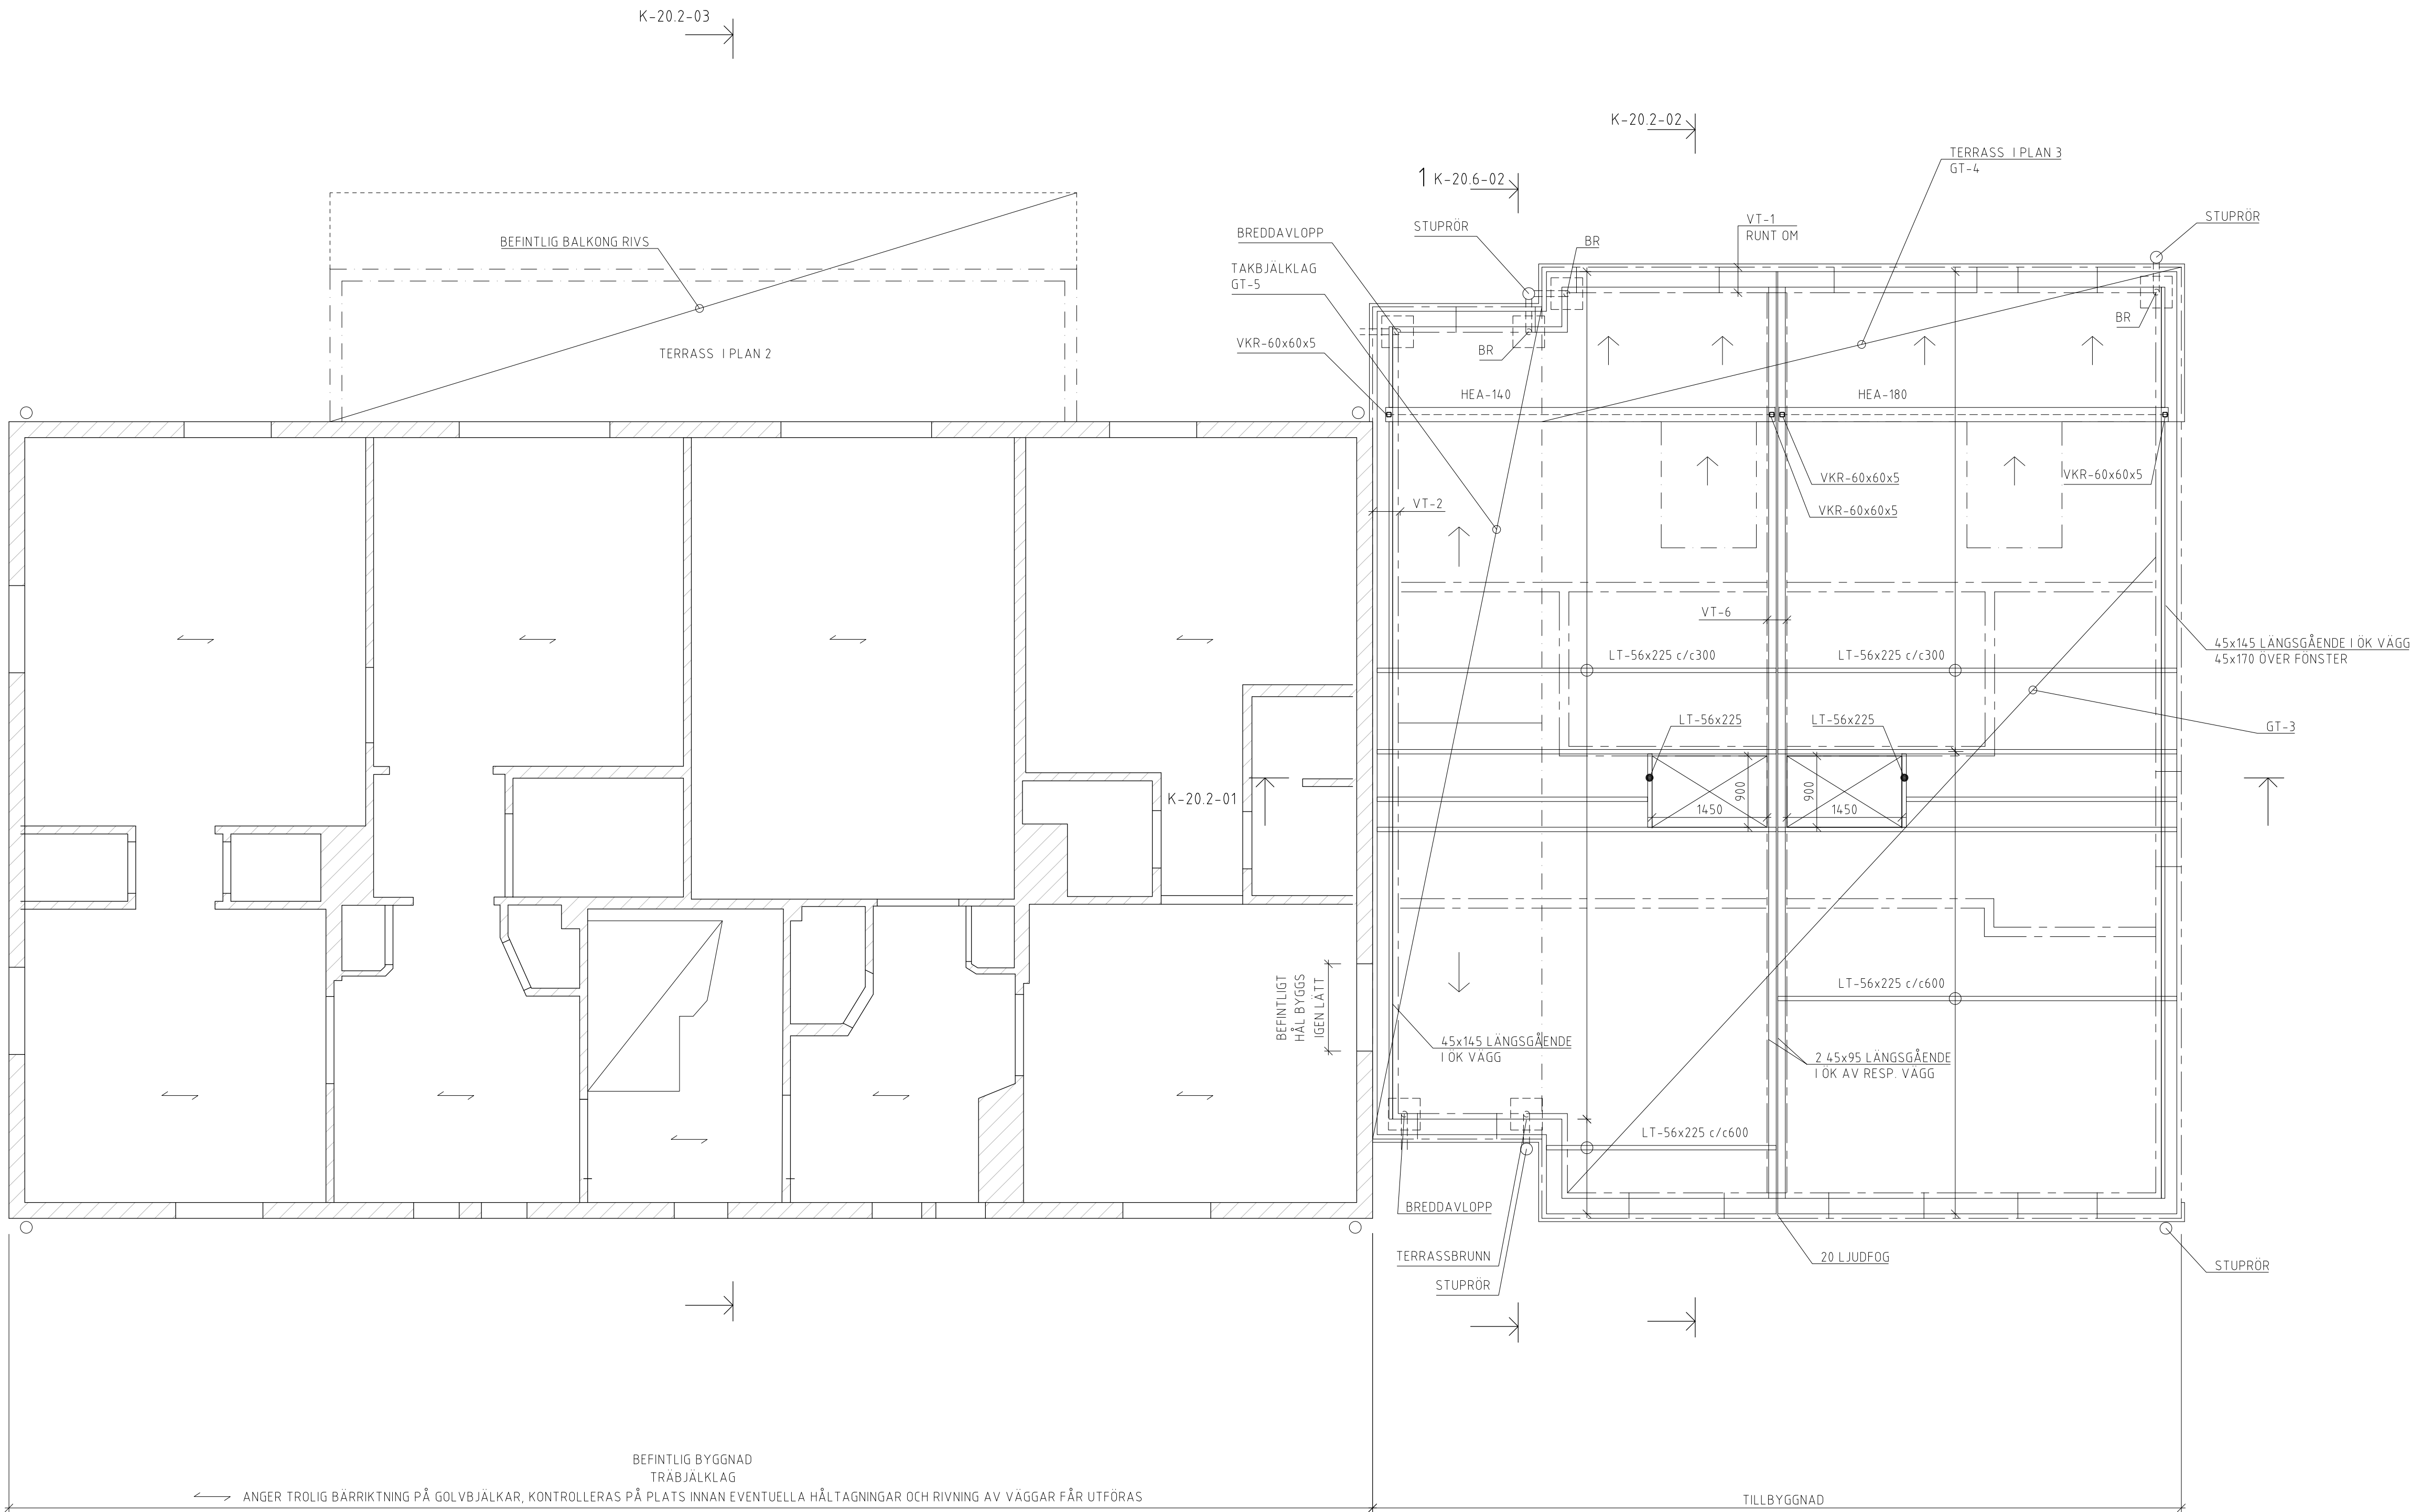 K-20.2-03
K-20.2-02
TERRASS I PLAN 3
GT-4
1 K-20.6-02
STUPRÖR
VT-1
RUNT OM
STUPRÖR
BREDDAVLOPP
BR
BEFINTLIG BALKONG RIVS
TAKBJÄLKLAG
GT-5
BR
VKR-60x60x5
BR
TERRASS I PLAN 2
HEA-140
HEA-180
VKR-60x60x5
VKR-60x60x5
VT-2
VKR-60x60x5
VT-6
45x145 LÄNGSGÅENDE I ÖK VÄGG
45x170 ÖVER FÖNSTER
LT-56x225 c/c300
LT-56x225 c/c300
LT-56x225
LT-56x225
GT-3
K-20.2-01
900
900
1450
1450
BEFINTLIGT
HÅL BYGGS
IGEN LÄTT
LT-56x225 c/c600
45x145 LÄNGSGÅENDE
I ÖK VÄGG
2 45x95 LÄNGSGÅENDE
I ÖK AV RESP. VÄGG
LT-56x225 c/c600
BREDDAVLOPP
TERRASSBRUNN
20 LJUDFOG
STUPRÖR
STUPRÖR
BEFINTLIG BYGGNAD
TRÄBJÄLKLAG
ANGER TROLIG BÄRRIKTNING PÅ GOLVBJÄLKAR, KONTROLLERAS PÅ PLATS INNAN EVENTUELLA HÅLTAGNINGAR OCH RIVNING AV VÄGGAR FÅR UTFÖRAS
TILLBYGGNAD